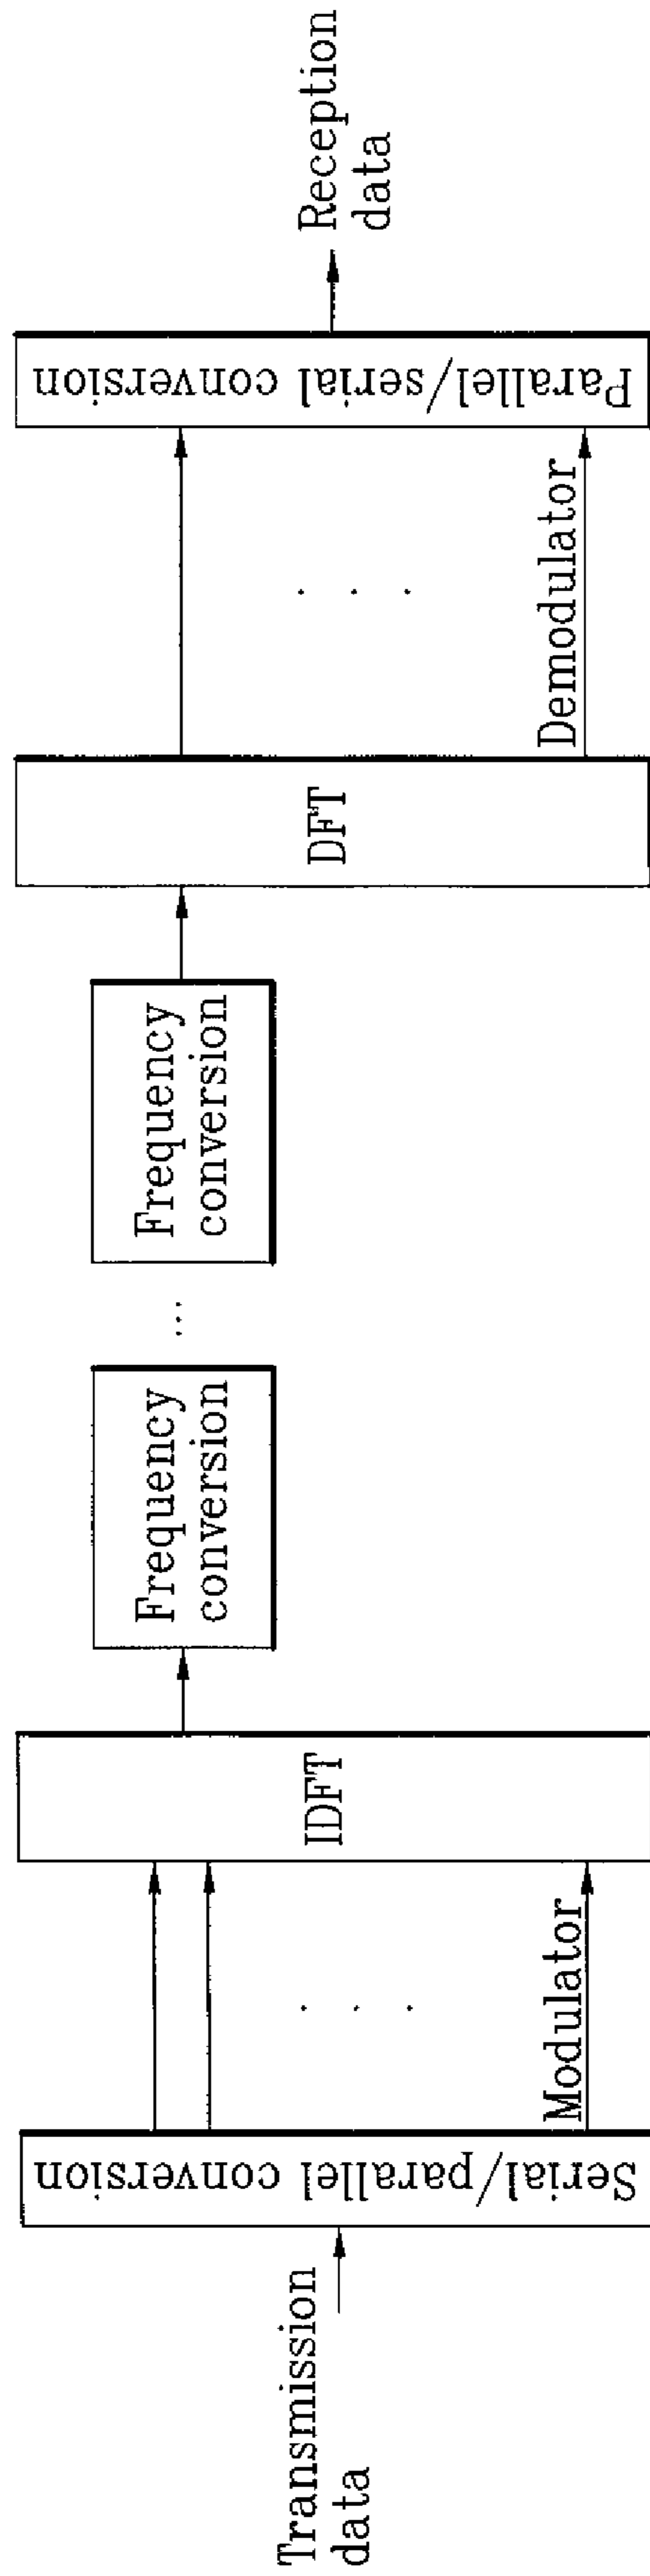 Transmission
data
Serial/parallel conversion
Modulator
IDFT
Frequency
conversion
...
Frequency
conversion
DFT
Demodulator
Parallel/serial conversion
Reception
data